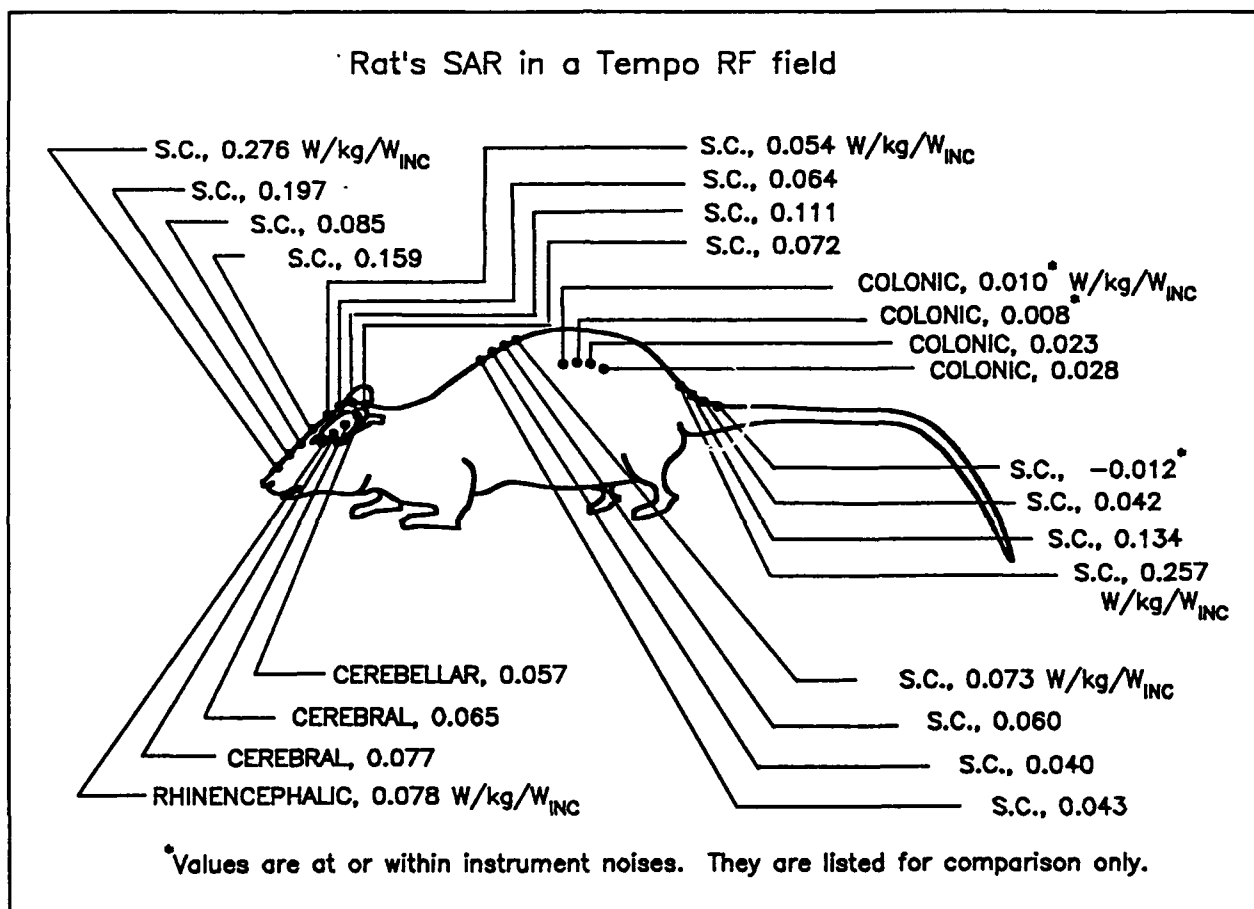 Rat's SAR in a Tempo RF field
S.C., 0.276 W/kg/W_INC
S.C., 0.197
S.C., 0.085
S.C., 0.159
S.C., 0.054 W/kg/W_INC
S.C., 0.064
S.C., 0.111
S.C., 0.072
COLONIC, 0.010* W/kg/W_INC
COLONIC, 0.008*
COLONIC, 0.023
COLONIC, 0.028
S.C., -0.012*
S.C., 0.042
S.C., 0.134
S.C., 0.257
W/kg/W_INC
CEREBELLAR, 0.057
CEREBRAL, 0.065
CEREBRAL, 0.077
RHINENCEPHALIC, 0.078 W/kg/W_INC
S.C., 0.073 W/kg/W_INC
S.C., 0.060
S.C., 0.040
S.C., 0.043
*Values are at or within instrument noises. They are listed for comparison only.